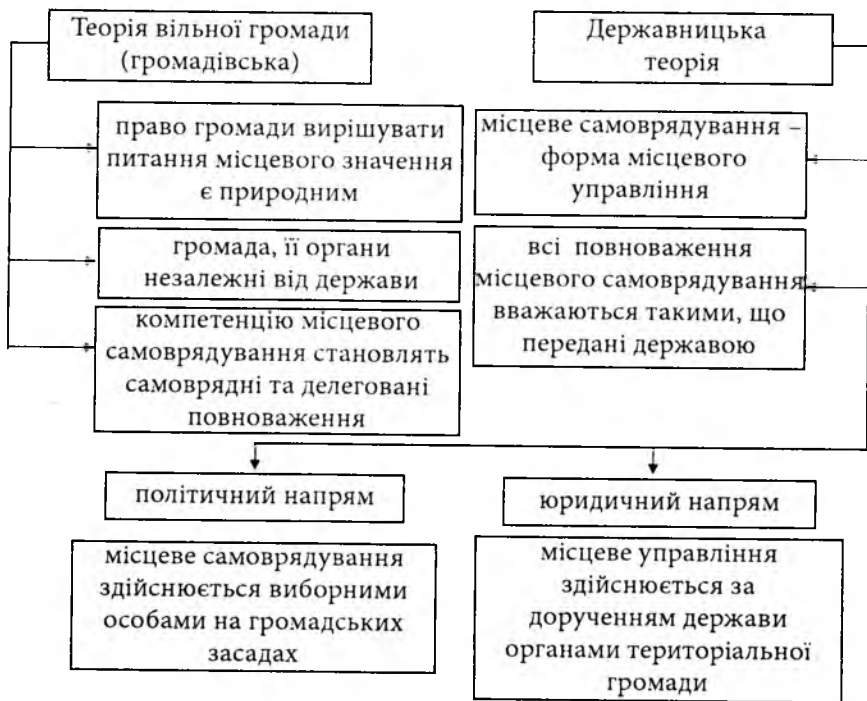 Теорія вільної громади
(громадівська)
право громади вирішувати
питання місцевого значення
є природним
громада, її органи
незалежні від держави
компетенцію місцевого
самоврядування становлять
самоврядні та делеговані
повноваження
Державницька
теорія
місцеве самоврядування –
форма місцевого
управління
всі повноваження
місцевого самоврядування
вважаються такими, що
передані державою
політичний напрям
місцеве самоврядування
здійснюється виборними
особами на громадських
засадах
юридичний напрям
місцеве управління
здійснюється за
дорученням держави
органами територіальної
громади